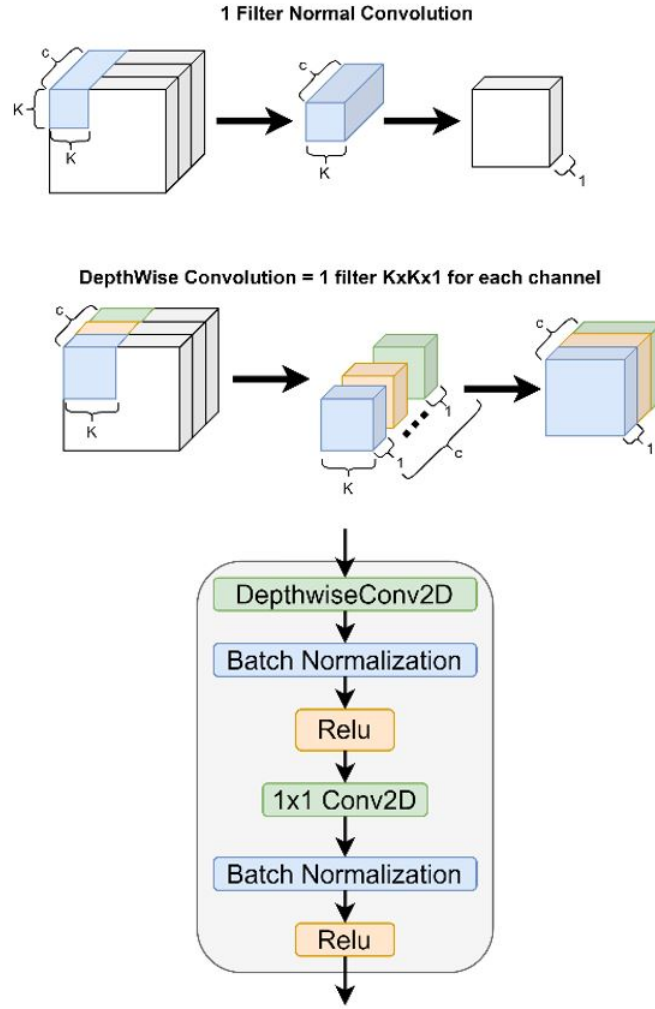 1 Filter Normal Convolution
c
c
K
K
K
1
DepthWise Convolution = 1 filter KxKx1 for each channel
c
c
K
1
1
c
K
1
DepthwiseConv2D
Batch Normalization
Relu
1x1 Conv2D
Batch Normalization
Relu